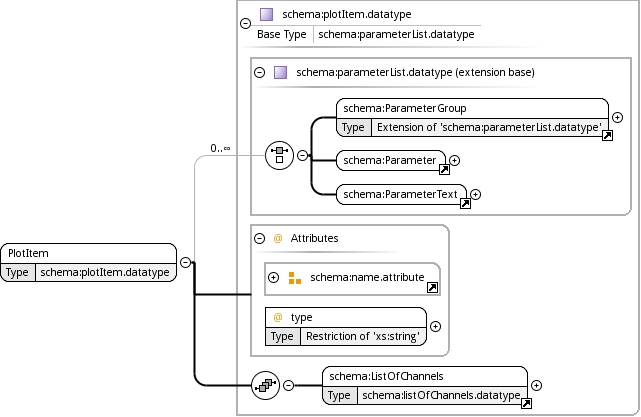 schema:plotItem.datatype
Base Type schema:parameterList.datatype
schema:parameterList.datatype (extension base)
schema:ParameterGroup
Type Extension of 'schema:parameterList.datatype'
0..∞
schema:Parameter
schema:ParameterText
@ Attributes
PlotItem
Type schema:plotItem.datatype
schema:name.attribute
@ type
Type Restriction of 'xs:string'
schema:ListOfChannels
Type schema:listOfChannels.datatype